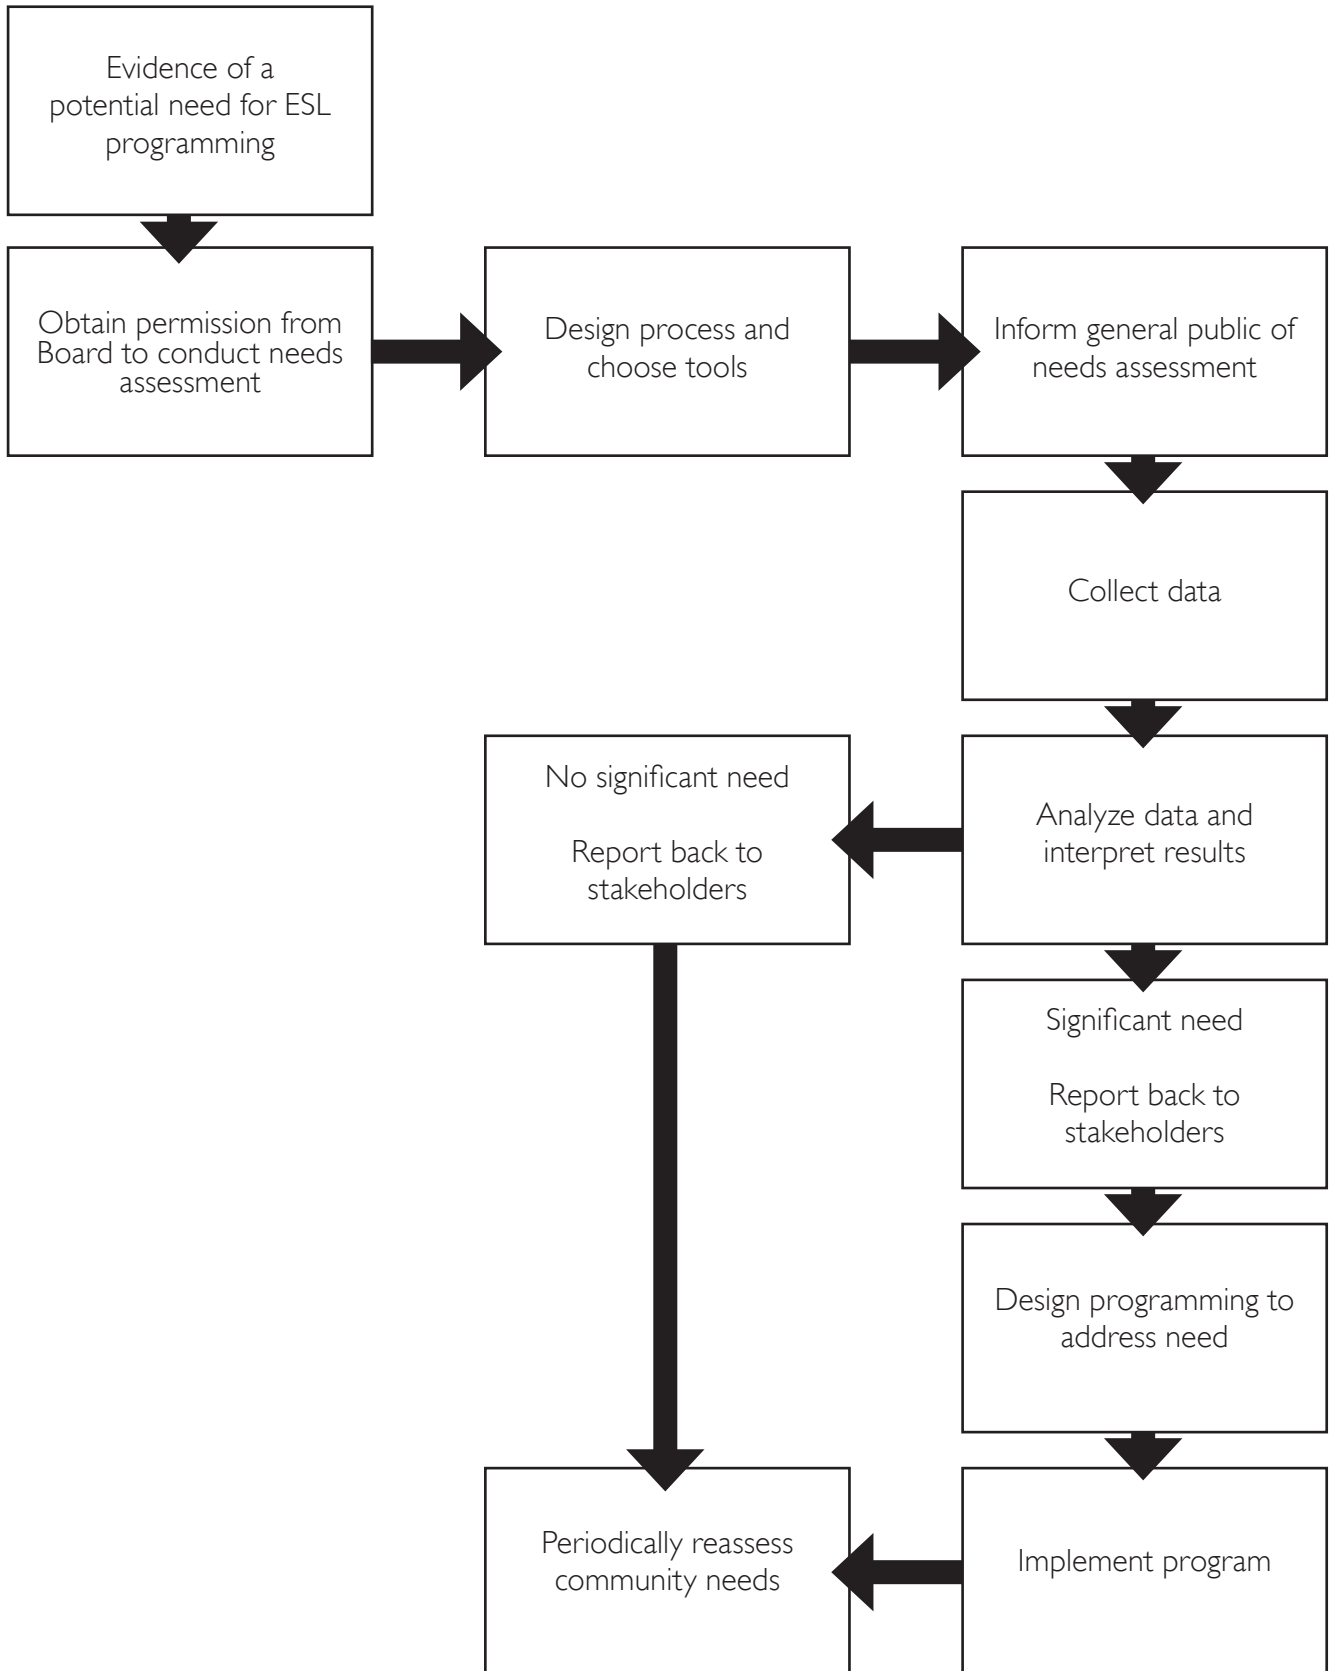 Evidence of a
potential need for ESL
programming
Obtain permission from
Board to conduct needs
assessment
Design process and
choose tools
Inform general public of
needs assessment
Collect data
Analyze data and
interpret results
No significant need
Report back to
stakeholders
Significant need
Report back to
stakeholders
Design programming to
address need
Implement program
Periodically reassess
community needs